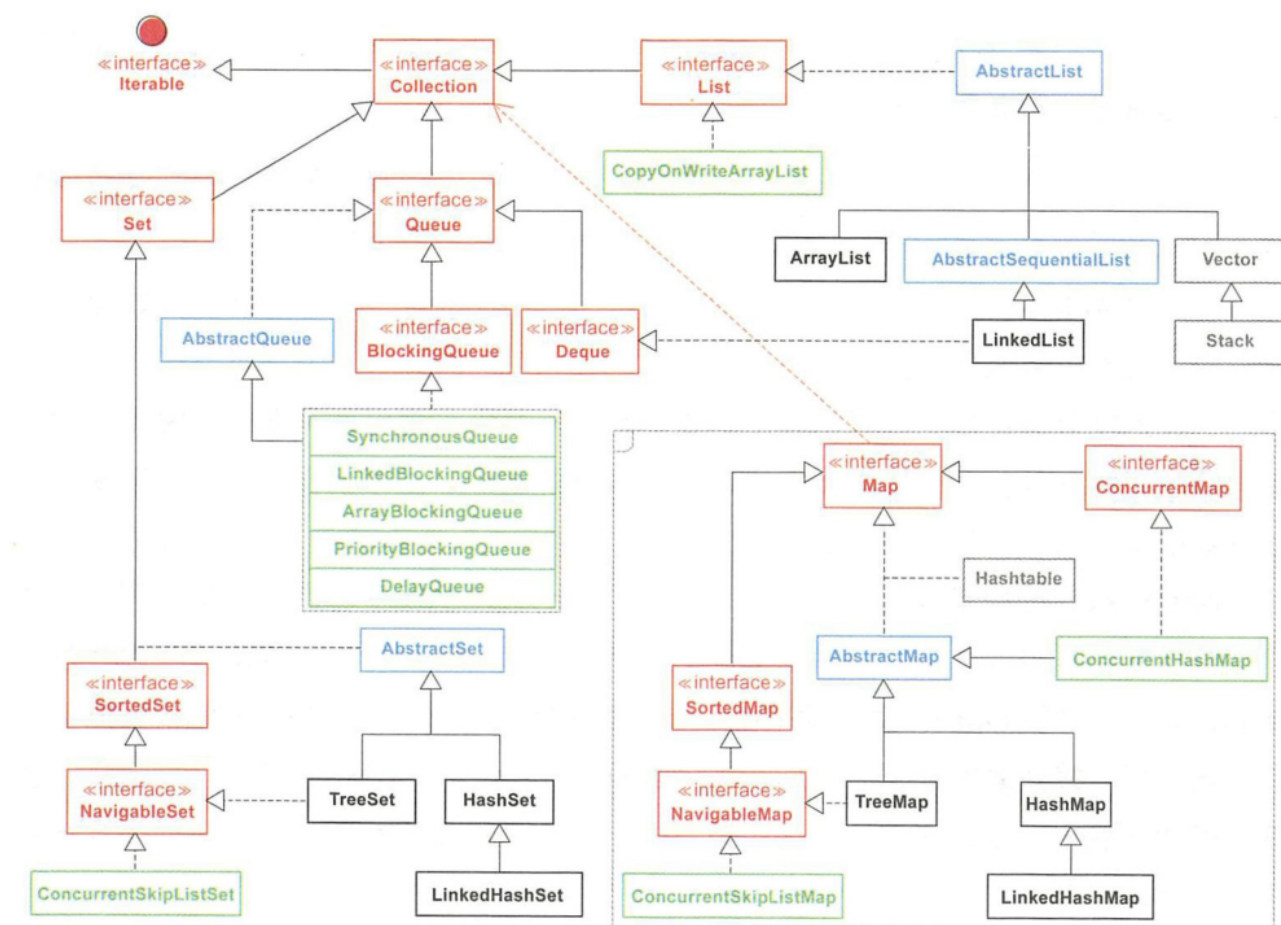 «interface»
Iterable
«interface»
Collection
«interface»
List
AbstractList
CopyOnWriteArrayList
«interface»
Set
«interface»
Queue
ArrayList
AbstractSequentialList
Vector
AbstractQueue
«interface»
BlockingQueue
«interface»
Deque
LinkedList
Stack
SynchronousQueue
LinkedBlockingQueue
ArrayBlockingQueue
PriorityBlockingQueue
DelayQueue
«interface»
Map
«interface»
ConcurrentMap
Hashtable
AbstractSet
AbstractMap
ConcurrentHashMap
«interface»
SortedSet
«interface»
SortedMap
«interface»
NavigableSet
TreeSet
HashSet
«interface»
NavigableMap
TreeMap
HashMap
ConcurrentSkipListSet
LinkedHashSet
ConcurrentSkipListMap
LinkedHashMap